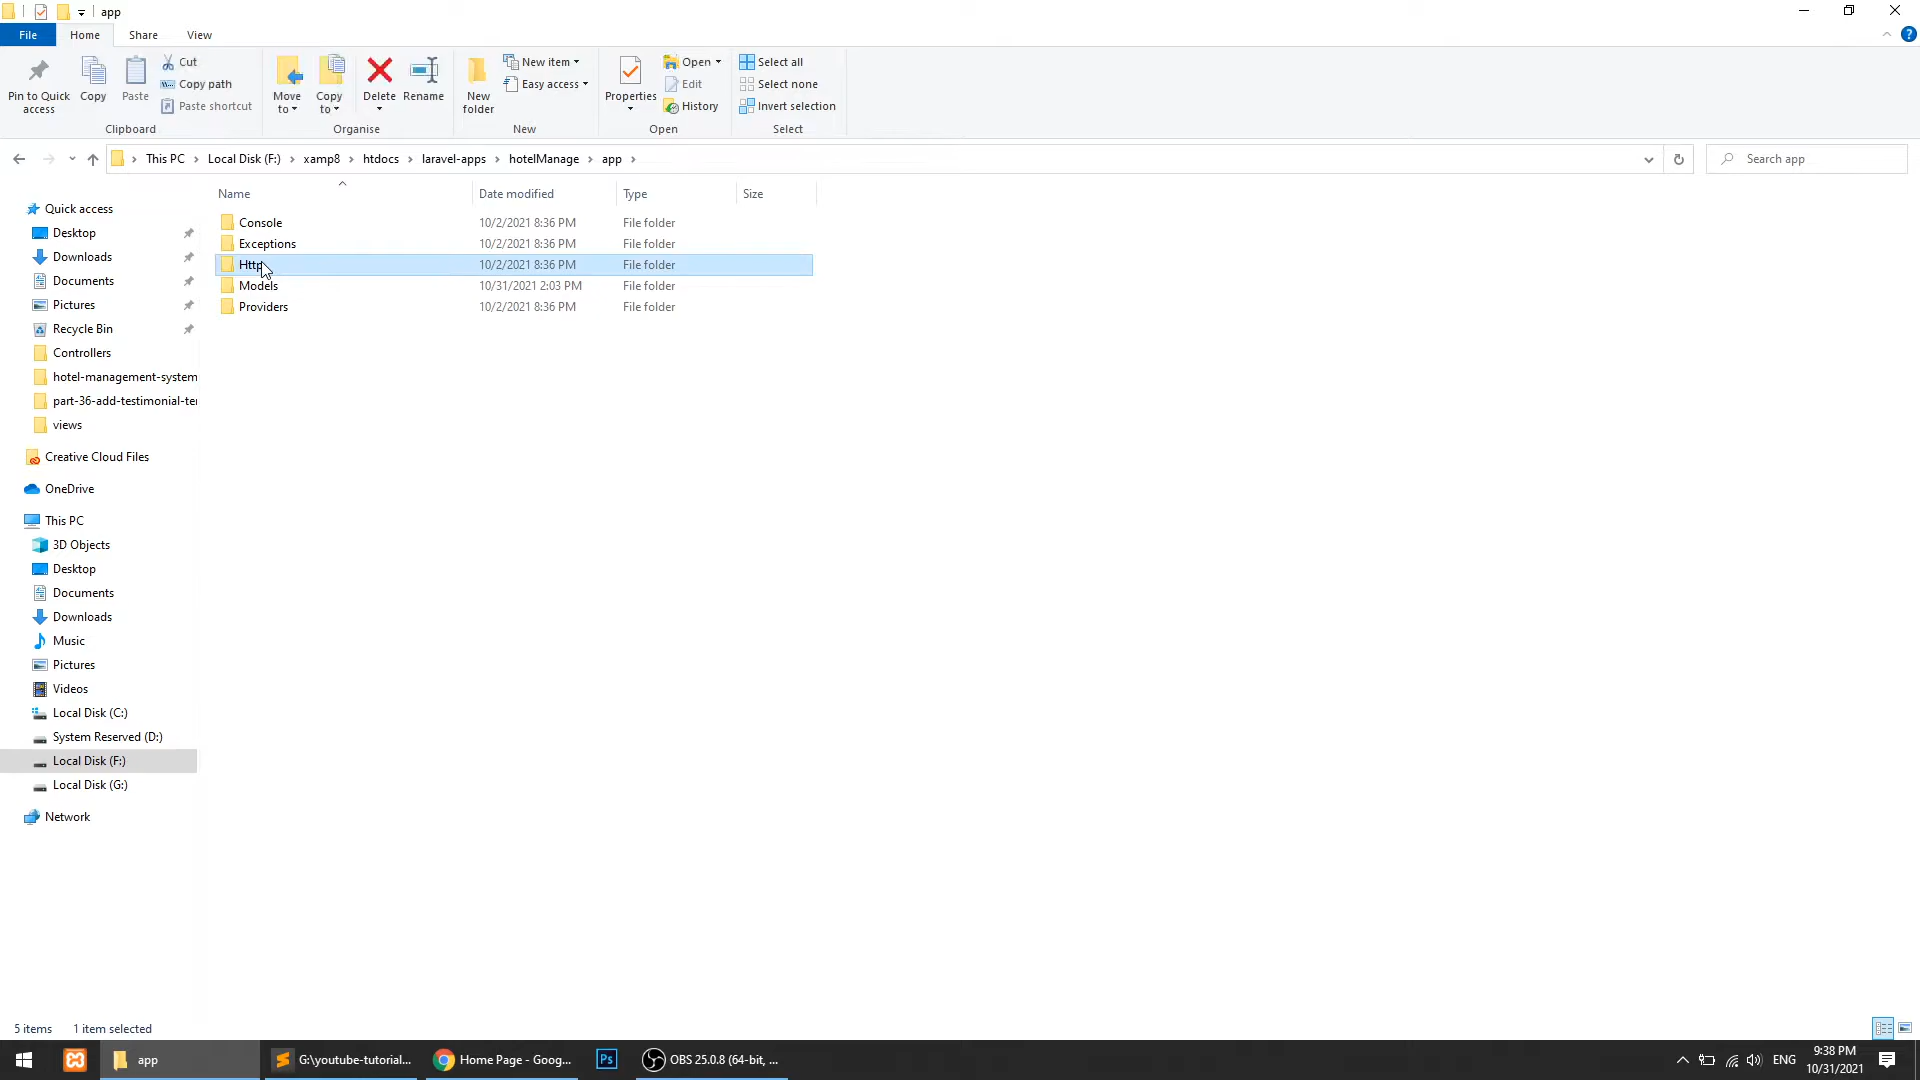 app
File Home Share View
Pin to Quick access
Copy
Paste
Cut
Copy path
Paste shortcut
Clipboard
Move to
Copy to
Delete
Rename
Organise
New folder
New item
Easy access
New
Properties
Open
Edit
History
Open
Select all
Select none
Invert selection
Select
This PC > Local Disk (F:) > xamp8 > htdocs > laravel-apps > hotelManage > app >
Search app
Name Date modified Type Size
Console 10/2/2021 8:36 PM File folder
Exceptions 10/2/2021 8:36 PM File folder
Http 10/2/2021 8:36 PM File folder
Models 10/31/2021 2:03 PM File folder
Providers 10/2/2021 8:36 PM File folder
Quick access
Desktop
Downloads
Documents
Pictures
Recycle Bin
Controllers
hotel-management-system
part-36-add-testimonial-ter
views
Creative Cloud Files
OneDrive
This PC
3D Objects
Desktop
Documents
Downloads
Music
Pictures
Videos
Local Disk (C:)
System Reserved (D:)
Local Disk (F:)
Local Disk (G:)
Network
5 items 1 item selected
app
G:\youtube-tutorial...
Home Page - Goog...
Ps
OBS 25.0.8 (64-bit, ...
ENG
9:38 PM
10/31/2021